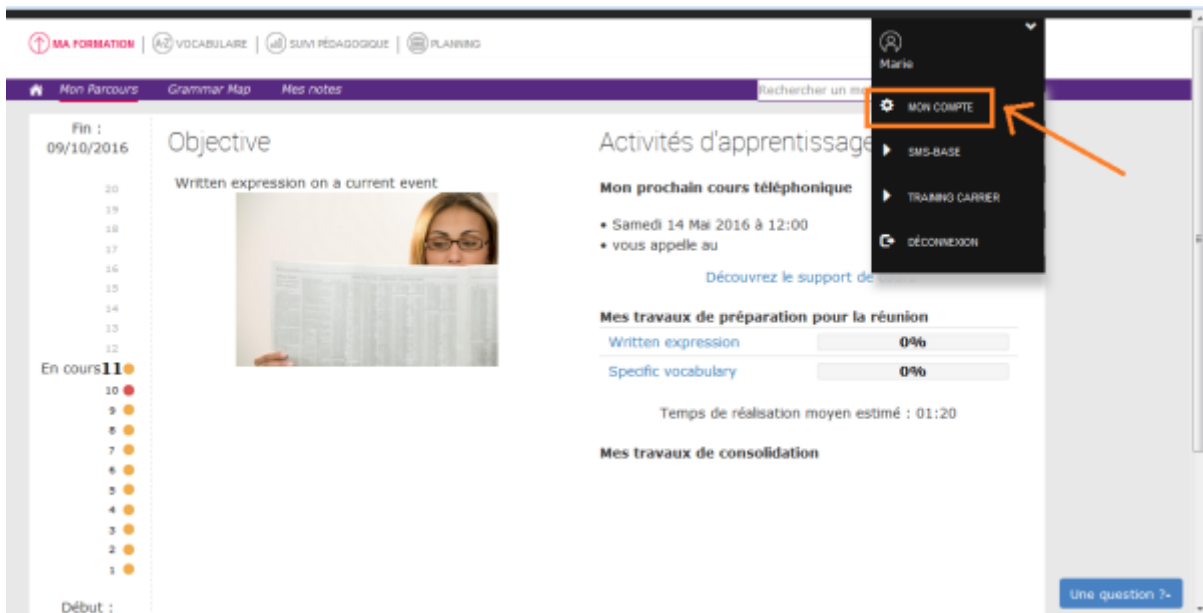 MA FORMATION | A-Z VOCABULAIRE | SUIVI PÉDAGOGIQUE | PLANNING
Marie
Mon Parcours Grammar Map Mes notes
Rechercher un
MON COMPTE
SMS-BASE
TRAINING CARRIER
DÉCONNEXION
Fin :
09/10/2016
20
19
18
17
16
15
14
13
12
En cours 11
10
9
8
7
6
5
4
3
2
1
Début :
Objective
Written expression on a current event
Activités d'apprentissage
Mon prochain cours téléphonique
• Samedi 14 Mai 2016 à 12:00
• vous appelle au
Découvrez le support de
Mes travaux de préparation pour la réunion
Written expression 0%
Specific vocabulary 0%
Temps de réalisation moyen estimé : 01:20
Mes travaux de consolidation
Une question ?-